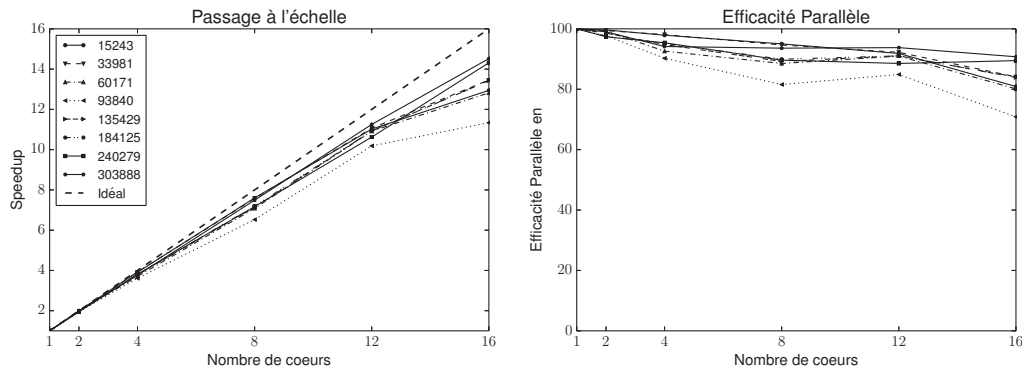 Passage à l'échelle
16
14
12
10
8
6
4
2
Speedup
15243
33981
60171
93840
135429
184125
240279
303888
Idéal
1 2 4 8 12 16
Nombre de coeurs
Efficacité Parallèle
100
80
60
40
20
0
Efficacité Parallèle en
1 2 4 8 12 16
Nombre de coeurs